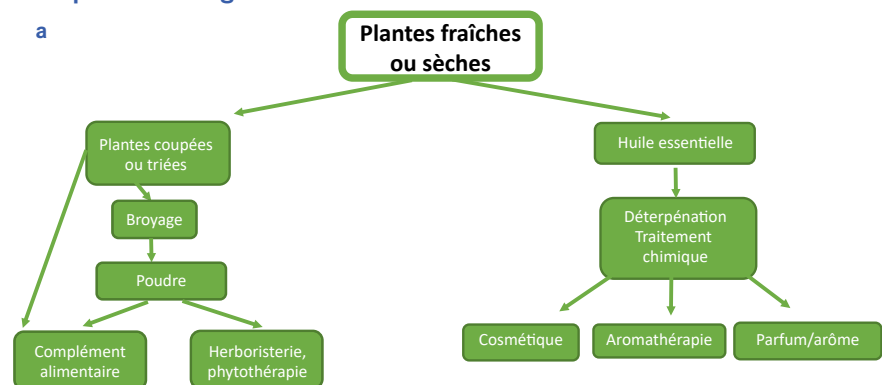 a
Plantes fraîches
ou sèches
Plantes coupées
ou triées
Huile essentielle
Broyage
Déterpénation
Traitement
chimique
Poudre
Complément
alimentaire
Herboristerie,
phytothérapie
Cosmétique
Aromathérapie
Parfum/arôme